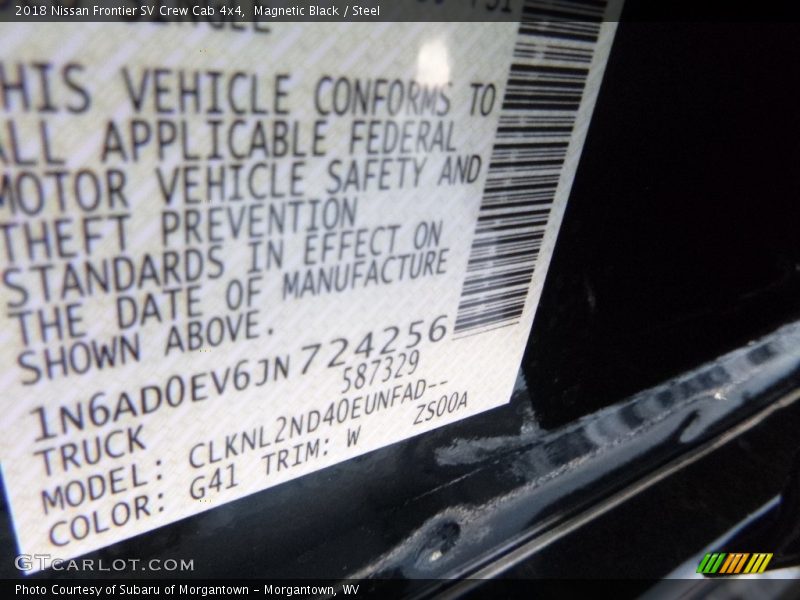 2018 Nissan Frontier SV Crew Cab 4x4, Magnetic Black / Steel
THIS VEHICLE CONFORMS TO
ALL APPLICABLE FEDERAL
MOTOR VEHICLE SAFETY AND
THEFT PREVENTION
STANDARDS IN EFFECT ON
THE DATE OF MANUFACTURE
SHOWN ABOVE.
1N6AD0EV6JN724256
587329
TRUCK
MODEL: CLKNL2ND40EUNFAD--
COLOR: G41 TRIM: W ZS00A
GTCARLOT.COM
Photo Courtesy of Subaru of Morgantown - Morgantown, WV